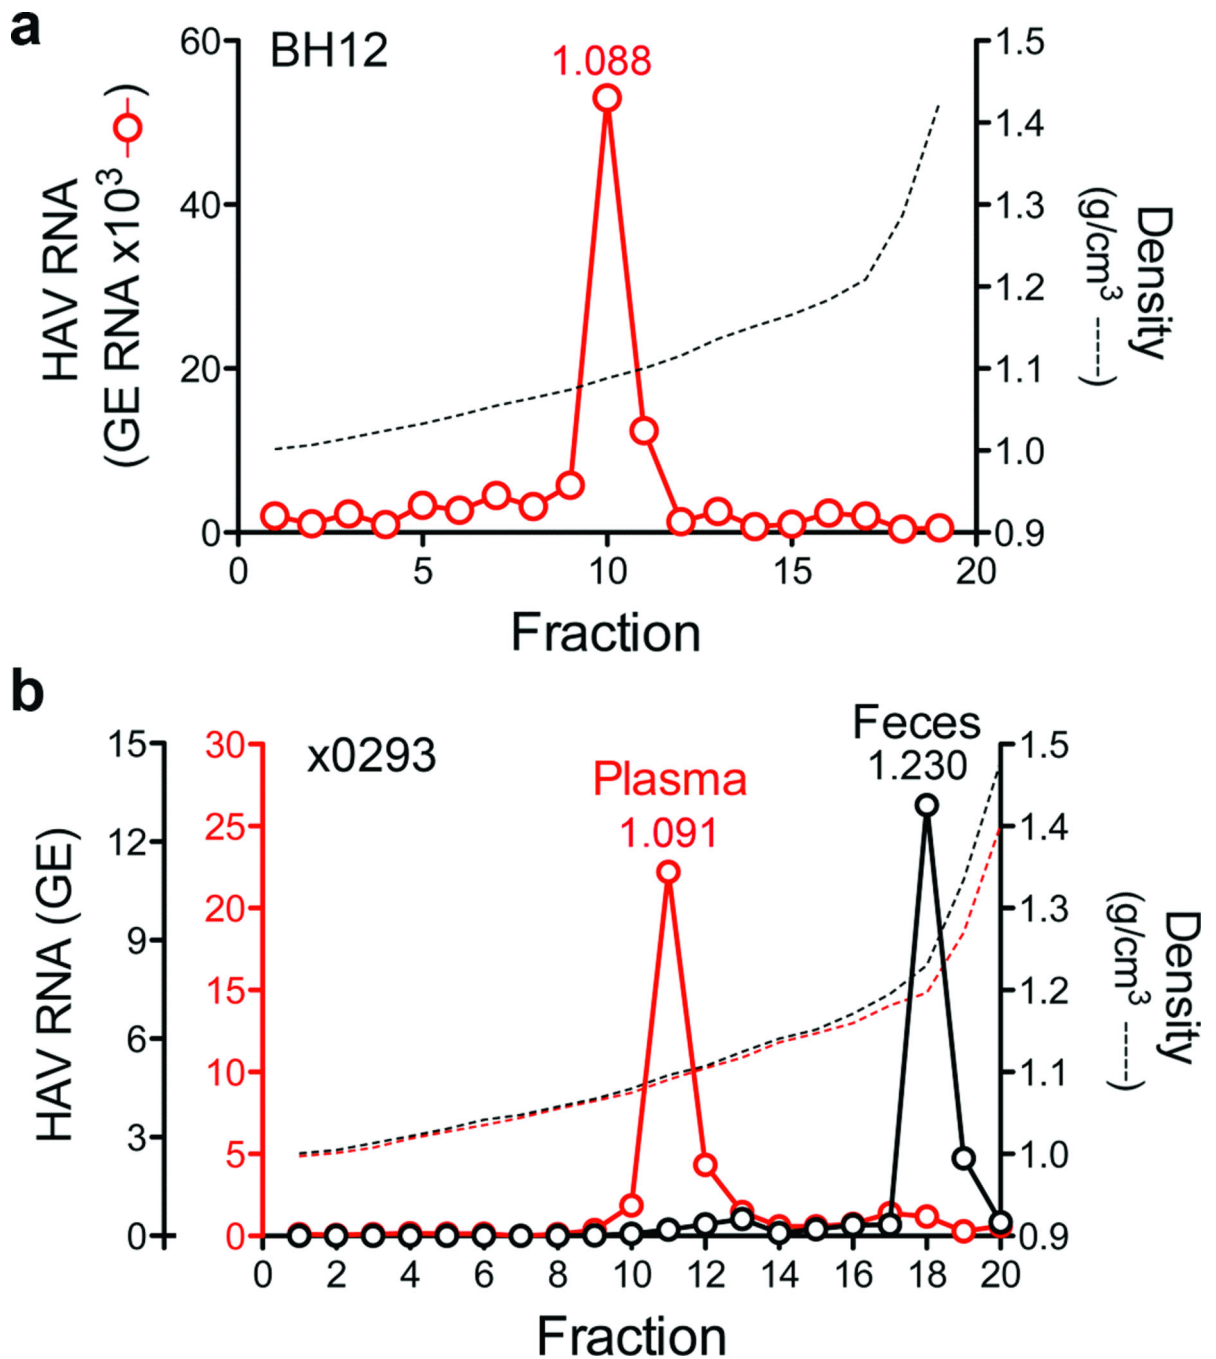 a
BH12
1.088
60
40
20
0
HAV RNA
(GE RNA x10³ )
1.5
1.4
1.3
1.2
1.1
1.0
0.9
Density
(g/cm³ ------)
0 5 10 15 20
Fraction
b
x0293
Plasma
1.091
Feces
1.230
15
12
9
6
3
0
30
25
20
15
10
5
0
HAV RNA (GE)
1.5
1.4
1.3
1.2
1.1
1.0
0.9
Density
(g/cm³ ------)
0 2 4 6 8 10 12 14 16 18 20
Fraction